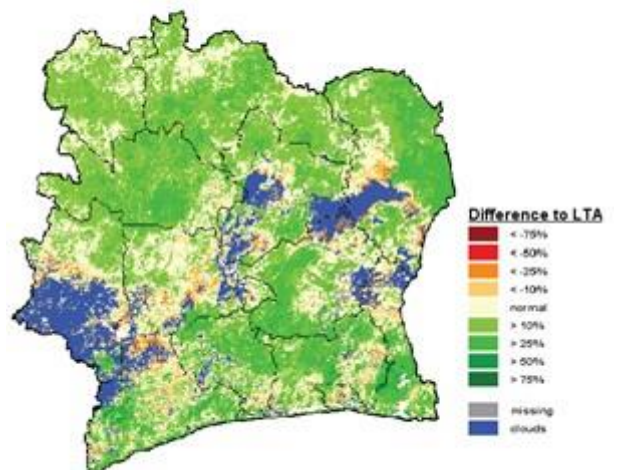 Difference to LTA
< -75%
< -50%
< -25%
< -10%
normal
> 10%
> 25%
> 50%
> 75%
missing
clouds